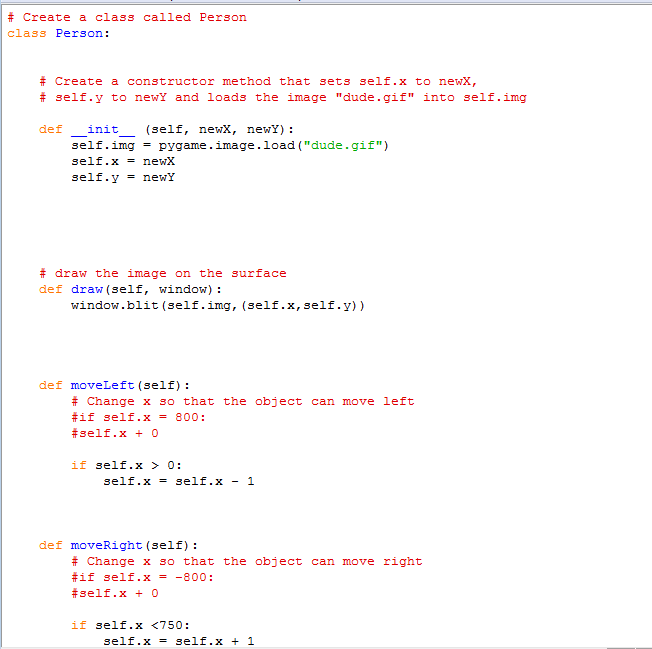 # Create a class called Person
class Person:
# Create a constructor method that sets self.x to newX,
# self.y to newY and loads the image "dude.gif" into self.img
def __init__ (self, newX, newY):
self.img = pygame.image.load("dude.gif")
self.x = newX
self.y = newY
# draw the image on the surface
def draw(self, window):
window.blit(self.img,(self.x,self.y))
def moveLeft(self):
# Change x so that the object can move left
#if self.x = 800:
#self.x + 0
if self.x > 0:
self.x = self.x - 1
def moveRight(self):
# Change x so that the object can move right
#if self.x = -800:
#self.x + 0
if self.x <750:
self.x = self.x + 1